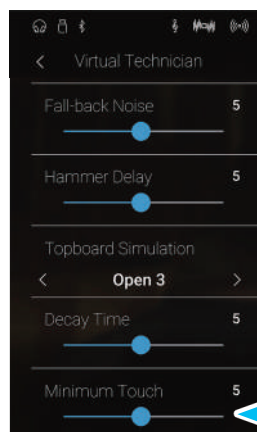 Virtual Technician
Fall-back Noise 5
Hammer Delay 5
Topboard Simulation
Open 3
Decay Time 5
Minimum Touch 5